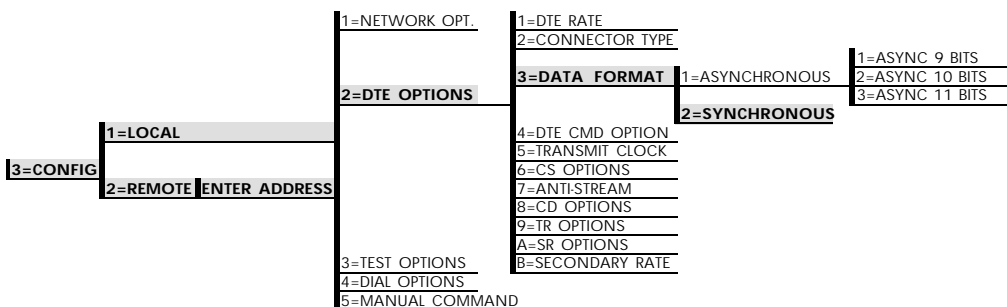 3=CONFIG
1=LOCAL
2=REMOTE ENTER ADDRESS
1=NETWORK OPT.
2=DTE OPTIONS
3=TEST OPTIONS
4=DIAL OPTIONS
5=MANUAL COMMAND
1=DTE RATE
2=CONNECTOR TYPE
3=DATA FORMAT
4=DTE CMD OPTION
5=TRANSMIT CLOCK
6=CS OPTIONS
7=ANTI-STREAM
8=CD OPTIONS
9=TR OPTIONS
A=SR OPTIONS
B=SECONDARY RATE
1=ASYNCHRONOUS
2=SYNCHRONOUS
1=ASYNC 9 BITS
2=ASYNC 10 BITS
3=ASYNC 11 BITS